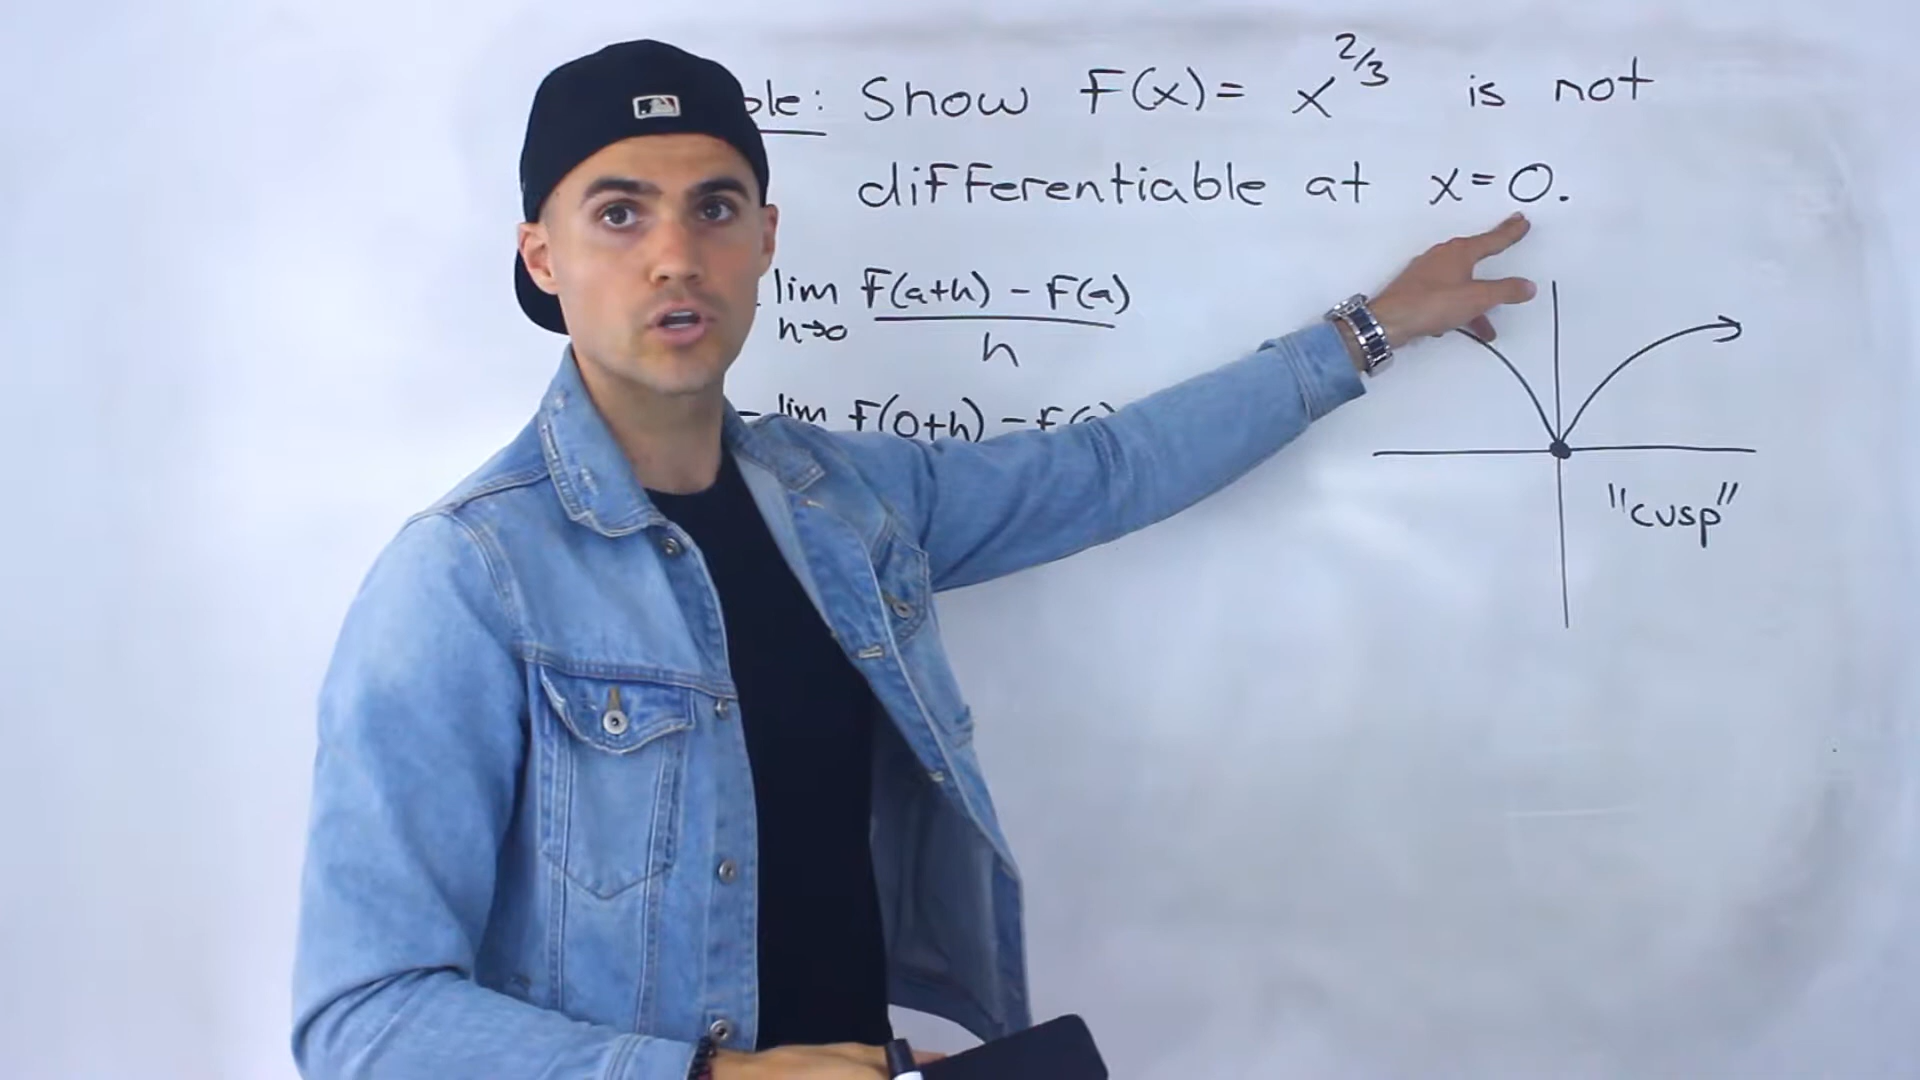 ple: Show F(x) = x^{2/3} is not
differentiable at x=0.
lim F(a+h) - F(a)
h→0 h
lim F(0+h) - F(
"cusp"